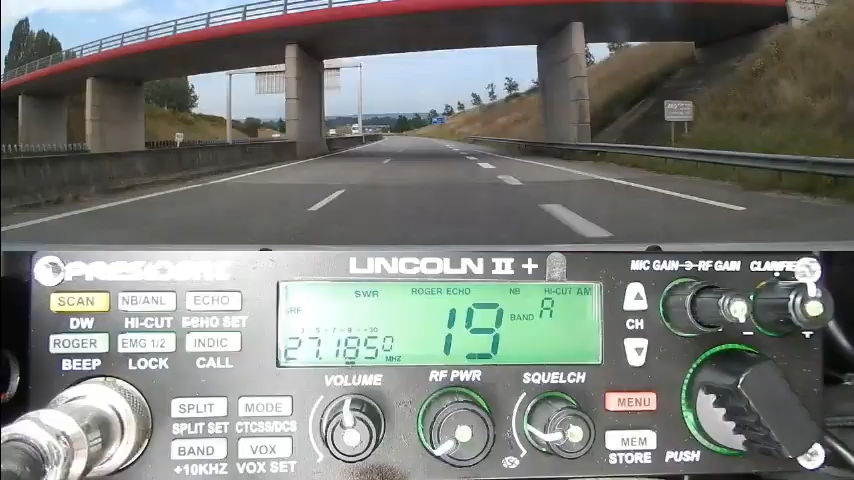 PRESIDENT
LINCOLN II +
MIC GAIN RF GAIN CLARIFIER
SCAN NB/ANL ECHO
DW HI-CUT ECHO SET
ROGER EMG 1/2 INDIC
BEEP LOCK CALL
SWR ROGER ECHO NB HI-CUT AM
19 BAND A
27.1850 MHZ
CH
VOLUME RF PWR SQUELCH
SPLIT MODE
SPLIT SET CTCSS/DCS
BAND VOX
+10KHZ VOX SET
MENU
MEM
STORE PUSH
- +